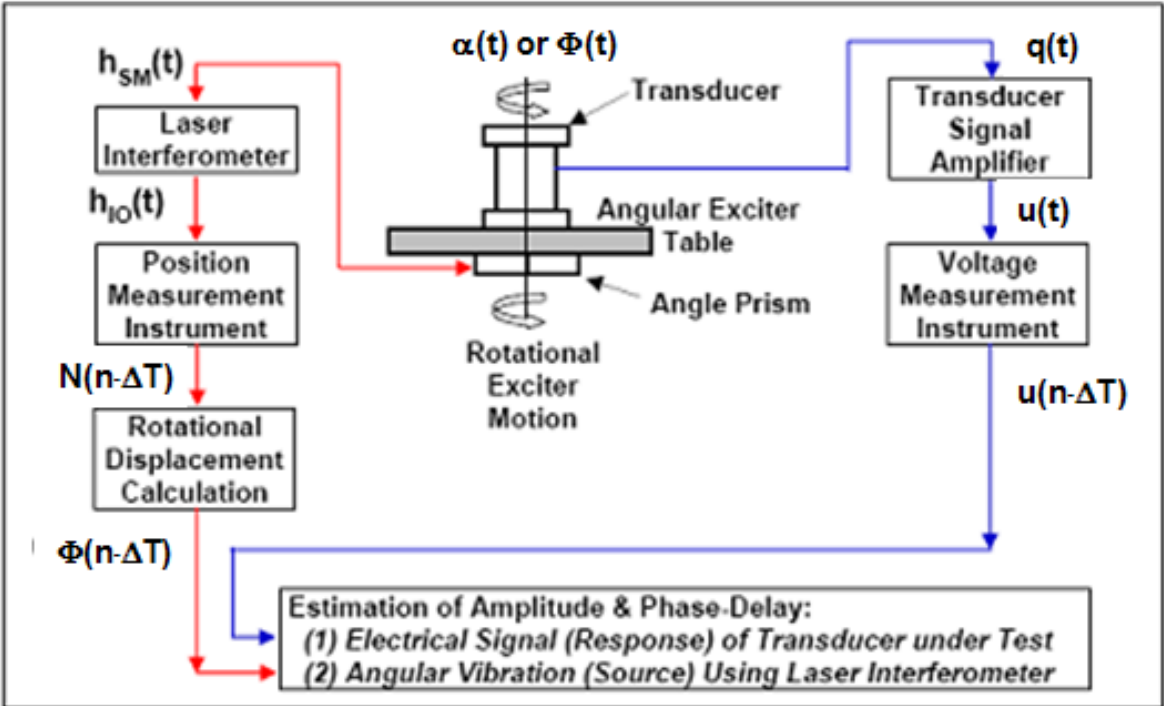 α(t) or Φ(t)
h_SM(t)
q(t)
Transducer
Laser
Interferometer
Transducer
Signal
Amplifier
h_IO(t)
u(t)
Angular Exciter
Table
Position
Measurement
Instrument
Voltage
Measurement
Instrument
Angle Prism
Rotational
Exciter
Motion
N(n-ΔT)
u(n-ΔT)
Rotational
Displacement
Calculation
Φ(n-ΔT)
Estimation of Amplitude & Phase-Delay:
(1) Electrical Signal (Response) of Transducer under Test
(2) Angular Vibration (Source) Using Laser Interferometer